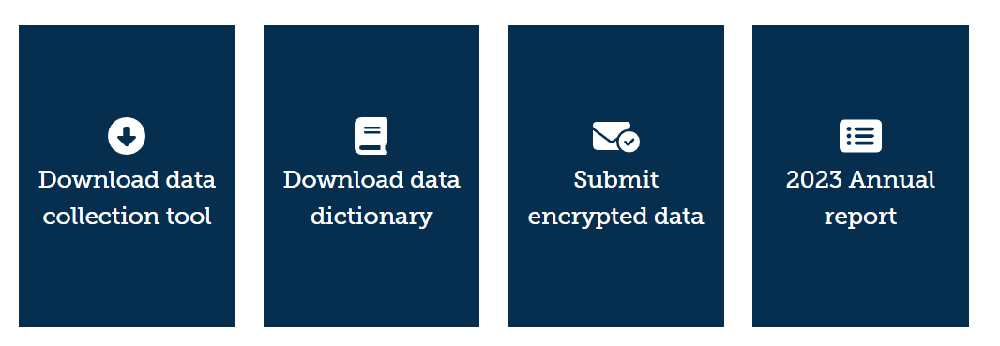 Download data
collection tool
Download data
dictionary
Submit
encrypted data
2023 Annual
report